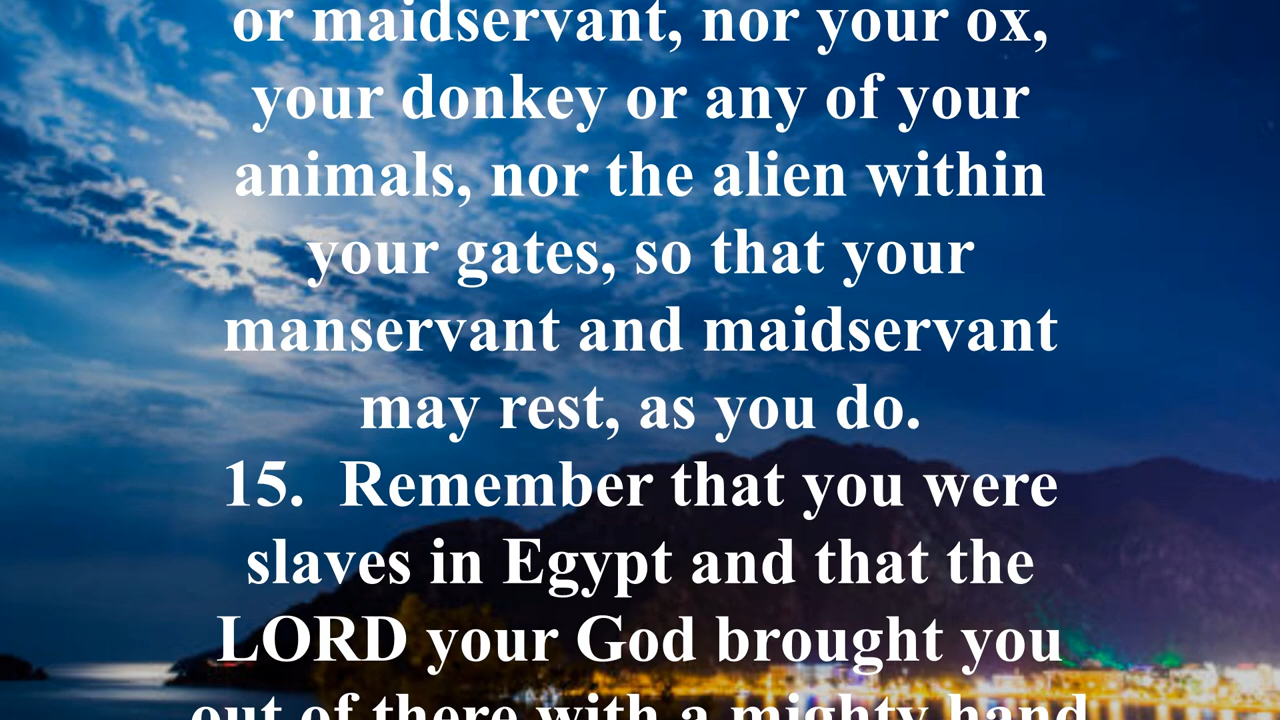 or maidservant, nor your ox,
your donkey or any of your
animals, nor the alien within
your gates, so that your
manservant and maidservant
may rest, as you do.
15.  Remember that you were
slaves in Egypt and that the
LORD your God brought you
out of there with a mighty hand